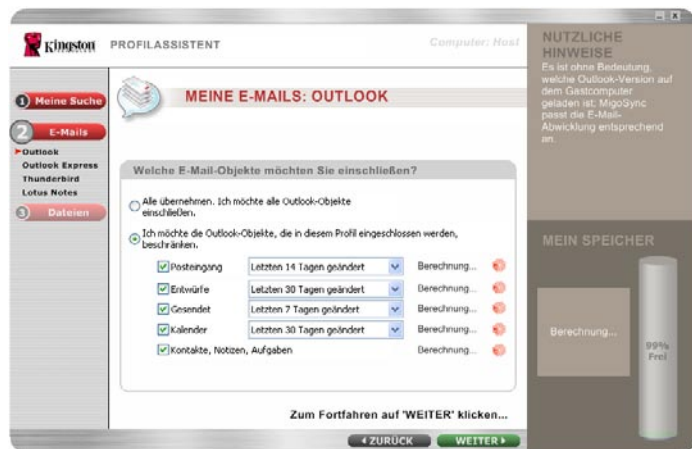 Kingston
PROFILASSISTENT
Computer: Host
1 Meine Suche
2 E-Mails
Outlook
Outlook Express
Thunderbird
Lotus Notes
3 Dateien
MEINE E-MAILS: OUTLOOK
Welche E-Mail-Objekte möchten Sie einschließen?
Alle übernehmen. Ich möchte alle Outlook-Objekte
einschließen.
Ich möchte die Outlook-Objekte, die in diesem Profil eingeschlossen werden,
beschränken.
Posteingang Letzten 14 Tagen geändert Berechnung...
Entwürfe Letzten 30 Tagen geändert Berechnung...
Gesendet Letzten 7 Tagen geändert Berechnung...
Kalender Letzten 30 Tagen geändert Berechnung...
Kontakte, Notizen, Aufgaben Berechnung...
Zum Fortfahren auf 'WEITER' klicken...
ZURÜCK WEITER
NÜTZLICHE
HINWEISE
Es ist ohne Bedeutung,
welche Outlook-Version auf
dem Gastcomputer
geladen ist: MigoSync
passt die E-Mail-
Abwicklung entsprechend
an.
MEIN SPEICHER
Berechnung...
99%
Frei